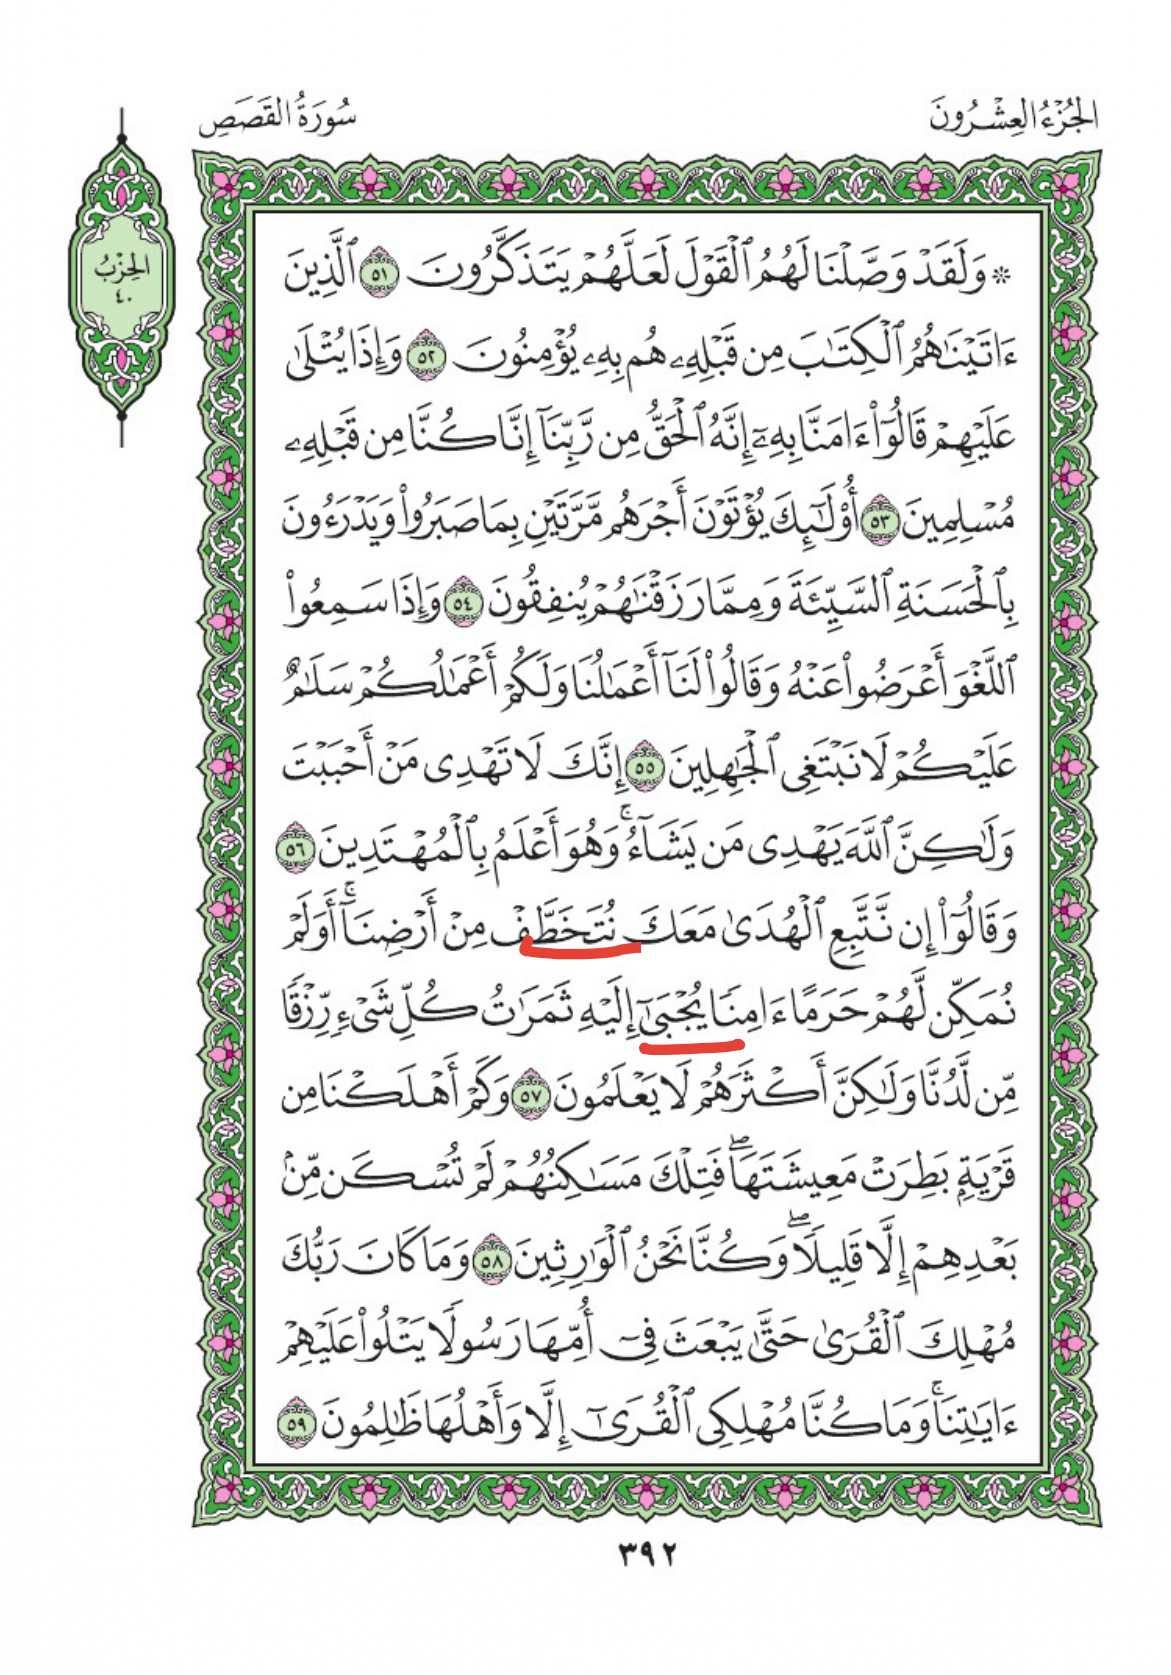 الجُزْءُ العِشْرُونَ
سُورَةُ القَصَصِ
الحِزْبُ
٤٠
۞ وَلَقَدْ وَصَّلْنَا لَهُمُ ٱلْقَوْلَ لَعَلَّهُمْ يَتَذَكَّرُونَ ٥١ ٱلَّذِينَ
ءَاتَيْنَٰهُمُ ٱلْكِتَٰبَ مِن قَبْلِهِۦ هُم بِهِۦ يُؤْمِنُونَ ٥٢ وَإِذَا يُتْلَىٰ
عَلَيْهِمْ قَالُوٓا۟ ءَامَنَّا بِهِۦٓ إِنَّهُ ٱلْحَقُّ مِن رَّبِّنَآ إِنَّا كُنَّا مِن قَبْلِهِۦ
مُسْلِمِينَ ٥٣ أُو۟لَٰٓئِكَ يُؤْتَوْنَ أَجْرَهُم مَّرَّتَيْنِ بِمَا صَبَرُوا۟ وَيَدْرَءُونَ
بِٱلْحَسَنَةِ ٱلسَّيِّئَةَ وَمِمَّا رَزَقْنَٰهُمْ يُنفِقُونَ ٥٤ وَإِذَا سَمِعُوا۟
ٱللَّغْوَ أَعْرَضُوا۟ عَنْهُ وَقَالُوا۟ لَنَآ أَعْمَٰلُنَا وَلَكُمْ أَعْمَٰلُكُمْ سَلَٰمٌ
عَلَيْكُمْ لَا نَبْتَغِى ٱلْجَٰهِلِينَ ٥٥ إِنَّكَ لَا تَهْدِى مَنْ أَحْبَبْتَ
وَلَٰكِنَّ ٱللَّهَ يَهْدِى مَن يَشَآءُ ۚ وَهُوَ أَعْلَمُ بِٱلْمُهْتَدِينَ ٥٦
وَقَالُوٓا۟ إِن نَّتَّبِعِ ٱلْهُدَىٰ مَعَكَ نُتَخَطَّفْ مِنْ أَرْضِنَآ ۚ أَوَلَمْ
نُمَكِّن لَّهُمْ حَرَمًا ءَامِنًا يُجْبَىٰٓ إِلَيْهِ ثَمَرَٰتُ كُلِّ شَىْءٍ رِّزْقًا
مِّن لَّدُنَّا وَلَٰكِنَّ أَكْثَرَهُمْ لَا يَعْلَمُونَ ٥٧ وَكَمْ أَهْلَكْنَا مِن
قَرْيَةٍۭ بَطِرَتْ مَعِيشَتَهَا ۖ فَتِلْكَ مَسَٰكِنُهُمْ لَمْ تُسْكَن مِّنۢ
بَعْدِهِمْ إِلَّا قَلِيلًا ۖ وَكُنَّا نَحْنُ ٱلْوَٰرِثِينَ ٥٨ وَمَا كَانَ رَبُّكَ
مُهْلِكَ ٱلْقُرَىٰ حَتَّىٰ يَبْعَثَ فِىٓ أُمِّهَا رَسُولًا يَتْلُوا۟ عَلَيْهِمْ
ءَايَٰتِنَا ۚ وَمَا كُنَّا مُهْلِكِى ٱلْقُرَىٰٓ إِلَّا وَأَهْلُهَا ظَٰلِمُونَ ٥٩
٣٩٢